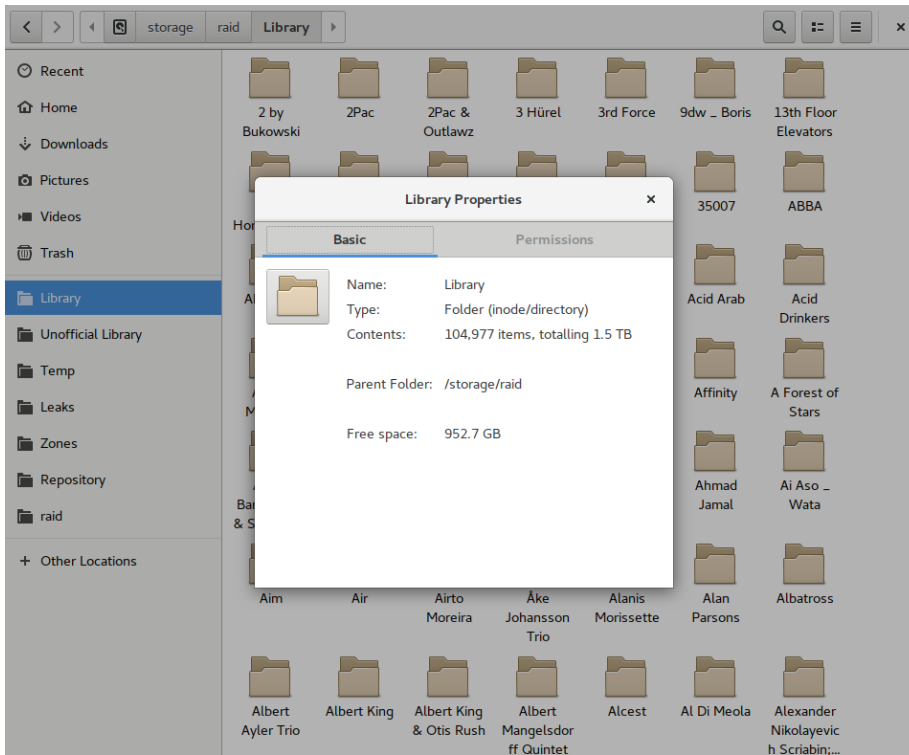 storage raid Library
Recent
Home
Downloads
Pictures
Videos
Trash
Library
Unofficial Library
Temp
Leaks
Zones
Repository
raid
+ Other Locations
2 by
Bukowski
2Pac
2Pac &
Outlawz
3 Hürel
3rd Force
9dw _ Boris
13th Floor
Elevators
35007
ABBA
Library Properties
Basic Permissions
Name: Library
Type: Folder (inode/directory)
Contents: 104,977 items, totalling 1.5 TB
Parent Folder: /storage/raid
Free space: 952.7 GB
Acid Arab
Acid
Drinkers
Affinity
A Forest of
Stars
Ahmad
Jamal
Ai Aso _
Wata
& S
Aim
Air
Airto
Moreira
Åke
Johansson
Trio
Alanis
Morissette
Alan
Parsons
Albatross
Albert
Ayler Trio
Albert King
Albert King
& Otis Rush
Albert
Mangelsdor
ff Quintet
Alcest
Al Di Meola
Alexander
Nikolayevic
h Scriabin;...